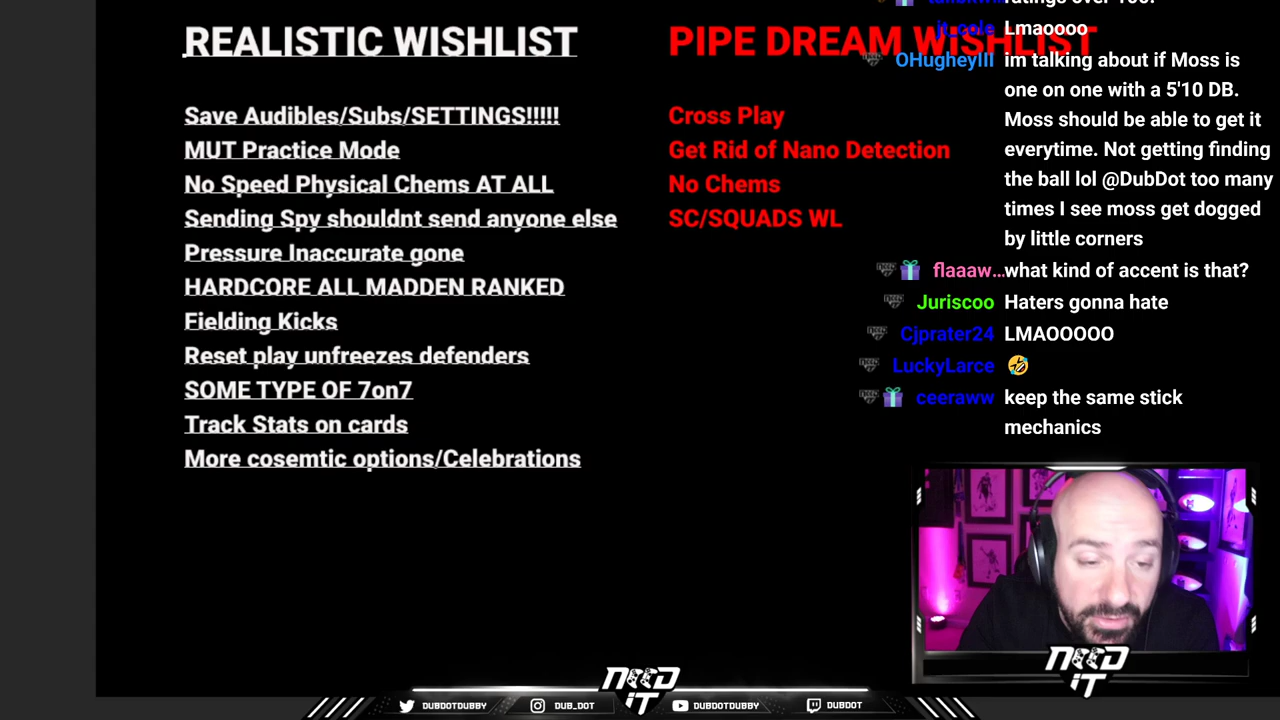 REALISTIC WISHLIST
Save Audibles/Subs/SETTINGS!!!!!
MUT Practice Mode
No Speed Physical Chems AT ALL
Sending Spy shouldnt send anyone else
Pressure Inaccurate gone
HARDCORE ALL MADDEN RANKED
Fielding Kicks
Reset play unfreezes defenders
SOME TYPE OF 7on7
Track Stats on cards
More cosemtic options/Celebrations
PIPE DREAM WISHLIST
Cross Play
Get Rid of Nano Detection
No Chems
SC/SQUADS WL
jt_cole Lmaoooo
OHugheyIII im talking about if Moss is
one on one with a 5'10 DB.
Moss should be able to get it
everytime. Not getting finding
the ball lol @DubDot too many
times I see moss get dogged
by little corners
flaaaw… what kind of accent is that?
Juriscoo Haters gonna hate
Cjprater24 LMAOOOOO
LuckyLarce 🤣
ceeraww keep the same stick
mechanics
NEED IT
NEED IT
DUBDOTDUBBY DUB_DOT DUBDOTDUBBY DUBDOT